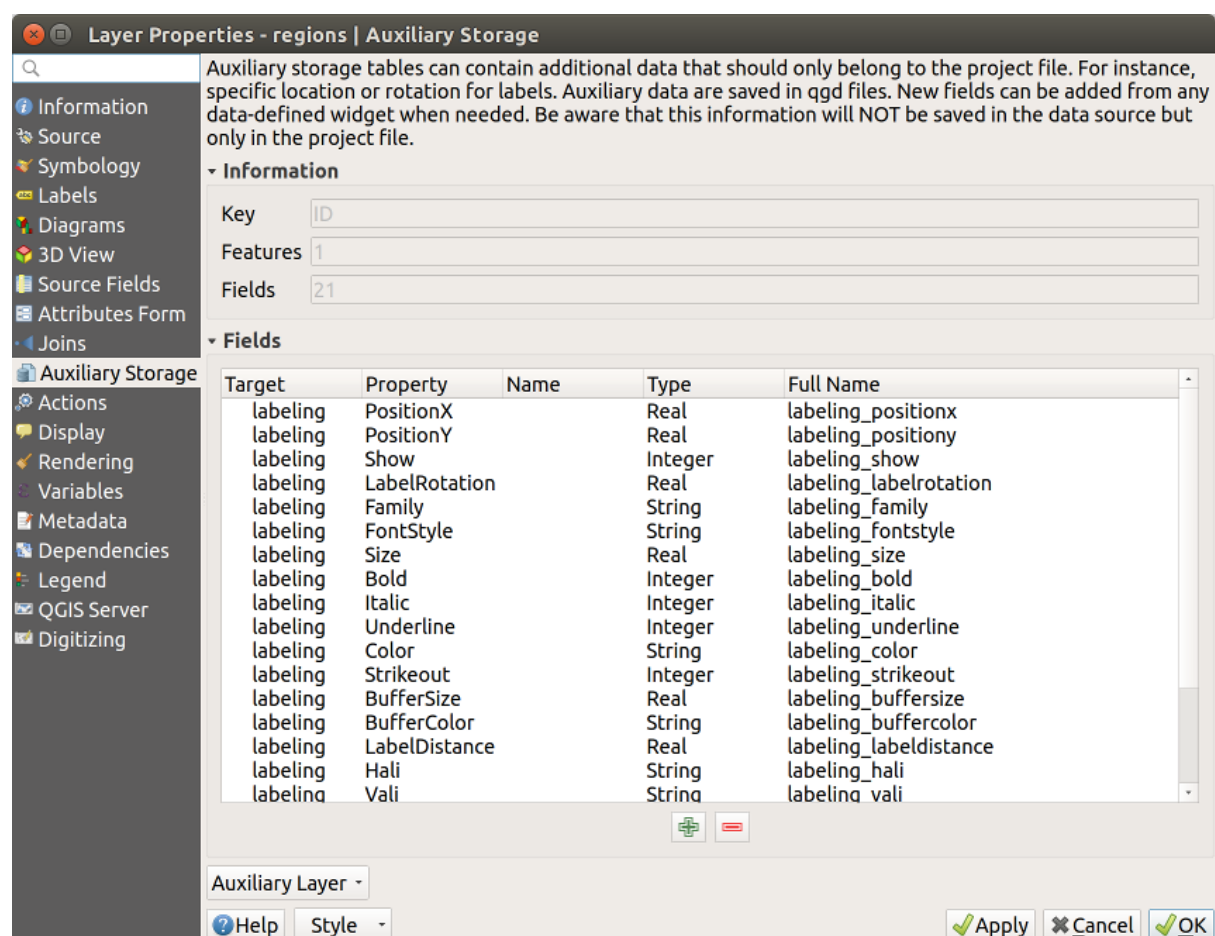 Layer Properties - regions | Auxiliary Storage
Information
Source
Symbology
Labels
Diagrams
3D View
Source Fields
Attributes Form
Joins
Auxiliary Storage
Actions
Display
Rendering
Variables
Metadata
Dependencies
Legend
QGIS Server
Digitizing
Auxiliary storage tables can contain additional data that should only belong to the project file. For instance,
specific location or rotation for labels. Auxiliary data are saved in qgd files. New fields can be added from any
data-defined widget when needed. Be aware that this information will NOT be saved in the data source but
only in the project file.
Information
Key ID
Features 1
Fields 21
Fields
Target Property Name Type Full Name
labeling PositionX Real labeling_positionx
labeling PositionY Real labeling_positiony
labeling Show Integer labeling_show
labeling LabelRotation Real labeling_labelrotation
labeling Family String labeling_family
labeling FontStyle String labeling_fontstyle
labeling Size Real labeling_size
labeling Bold Integer labeling_bold
labeling Italic Integer labeling_italic
labeling Underline Integer labeling_underline
labeling Color String labeling_color
labeling Strikeout Integer labeling_strikeout
labeling BufferSize Real labeling_buffersize
labeling BufferColor String labeling_buffercolor
labeling LabelDistance Real labeling_labeldistance
labeling Hali String labeling_hali
labeling Vali String labeling_vali
Auxiliary Layer
Help Style Apply Cancel OK